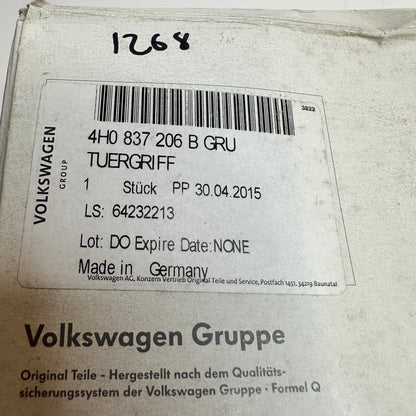 1268
3822
VOLKSWAGEN
GROUP
4H0 837 206 B GRU
TUERGRIFF
1 Stück PP 30.04.2015
LS: 64232213
Lot: DO Expire Date: NONE
Made in Germany
Volkswagen AG, Konzern Vertrieb Original Teile und Service, Postfach 1451, 34219 Baunatal
Volkswagen Gruppe
Original Teile - Hergestellt nach dem Qualitäts-
sicherungssystem der Volkswagen Gruppe · Formel Q